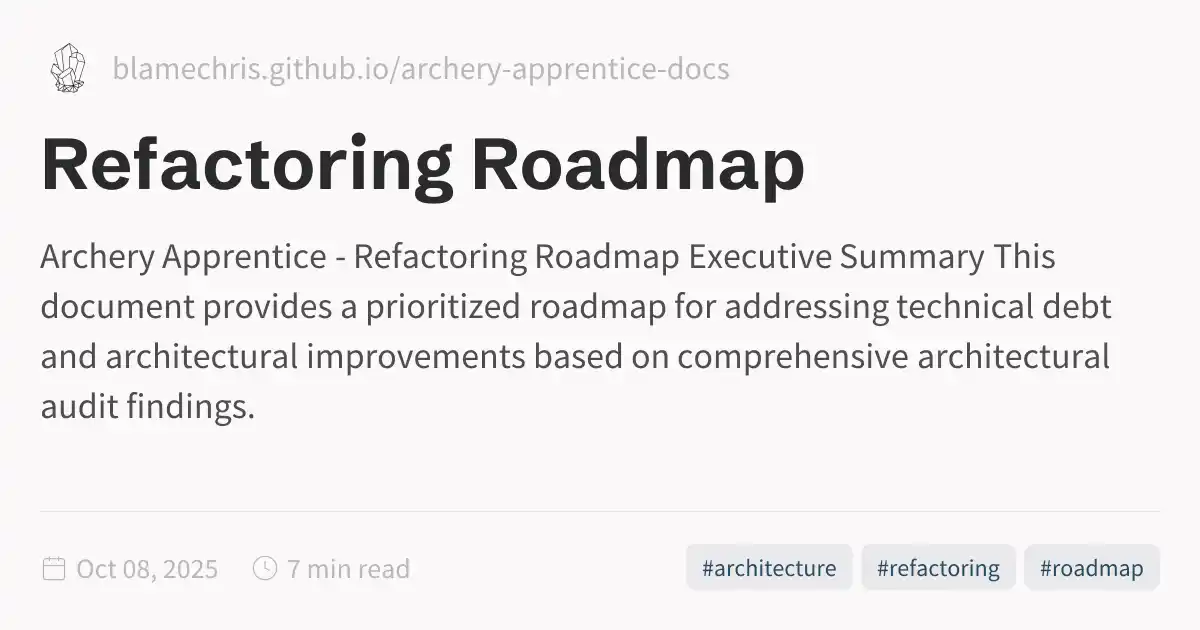 blamechris.github.io/archery-apprentice-docs
Refactoring Roadmap
Archery Apprentice - Refactoring Roadmap Executive Summary This
document provides a prioritized roadmap for addressing technical debt
and architectural improvements based on comprehensive architectural
audit findings.
Oct 08, 2025 7 min read #architecture #refactoring #roadmap